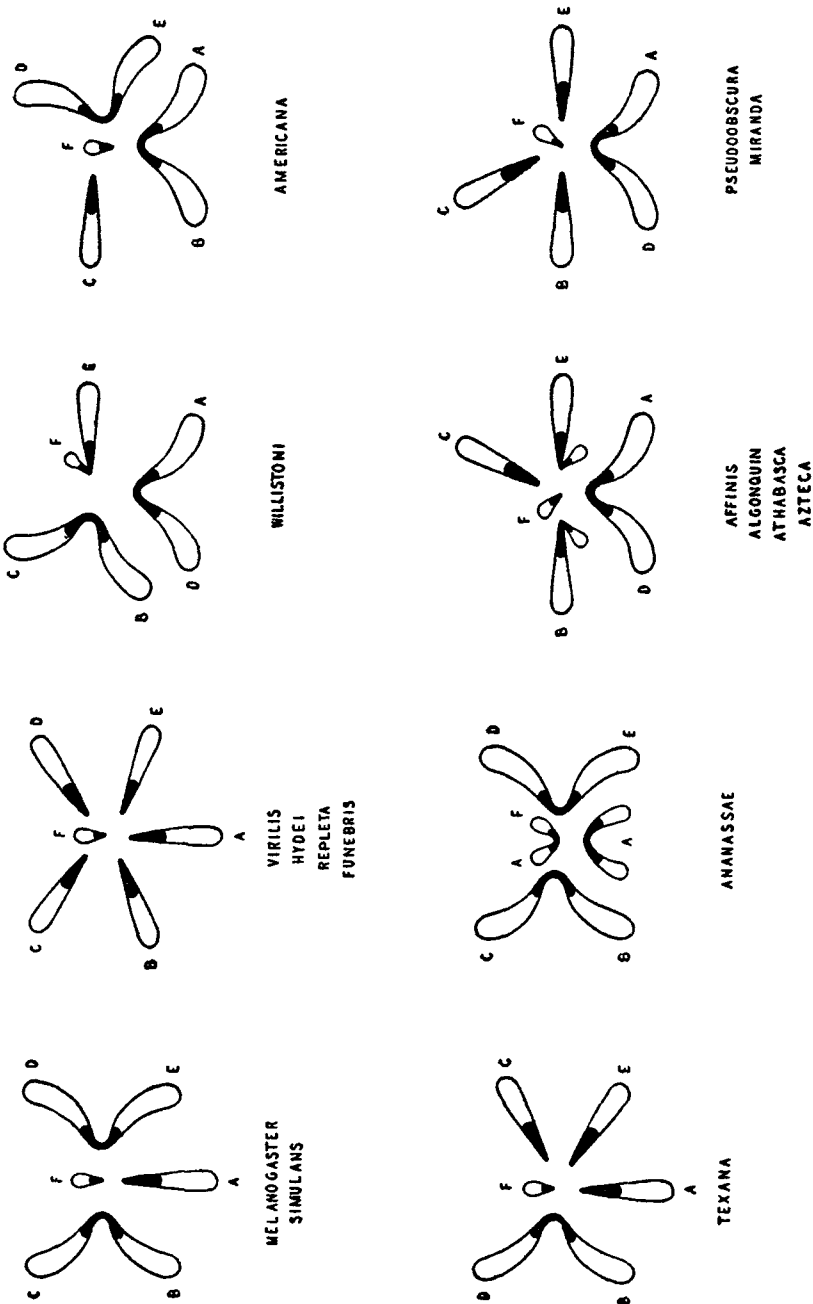 C D
F
B E
A
MELANOGASTER
SIMULANS
C D
F
B E
A
VIRILIS
HYDEI
REPLETA
FUNEBRIS
C
F
E
B
D A
WILLISTONI
D
F
C
E
B A
AMERICANA
D C
F
B E
A
TEXANA
C D
A F
A
B E
ANANASSAE
C
F
B E
D A
AFFINIS
ALGONQUIN
ATHABASCA
AZTECA
C
F
B E
D A
PSEUDOOBSCURA
MIRANDA